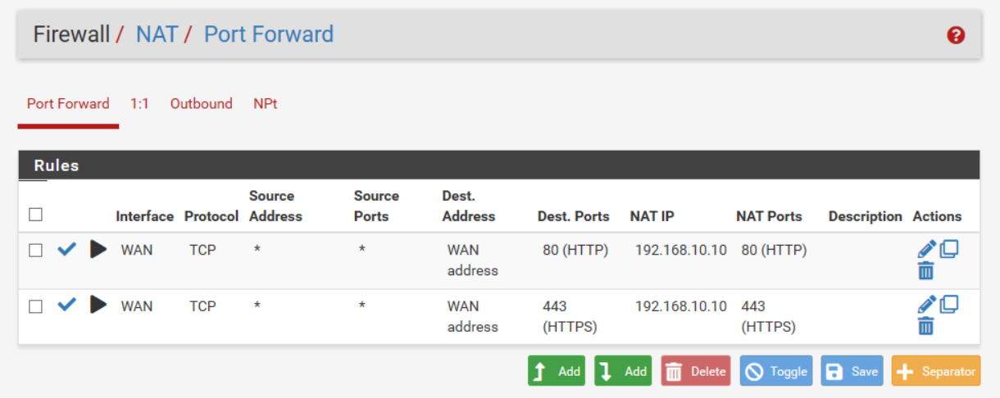 Firewall / NAT / Port Forward
Port Forward 1:1 Outbound NPt
Rules
Interface Protocol Source Address Source Ports Dest. Address Dest. Ports NAT IP NAT Ports Description Actions
WAN TCP * * WAN address 80 (HTTP) 192.168.10.10 80 (HTTP)
WAN TCP * * WAN address 443 (HTTPS) 192.168.10.10 443 (HTTPS)
Add Add Delete Toggle Save Separator